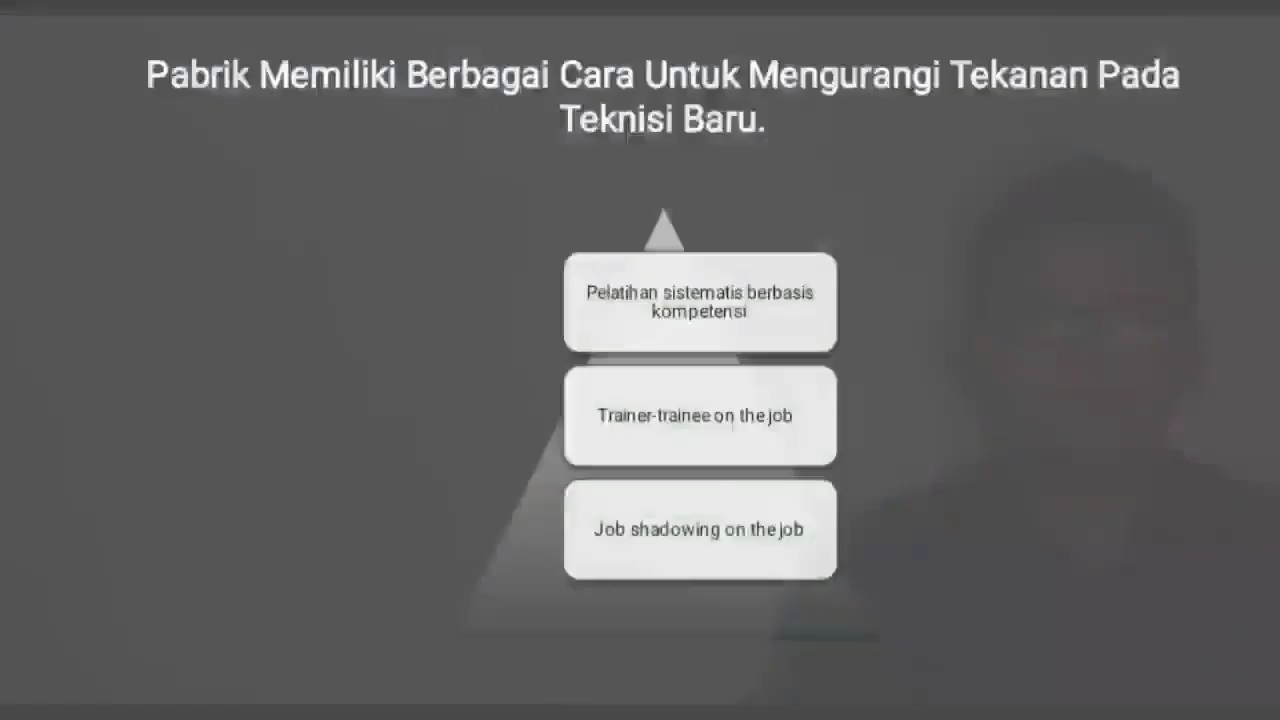 Pabrik Memiliki Berbagai Cara Untuk Mengurangi Tekanan Pada
Teknisi Baru.
Pelatihan sistematis berbasis
kompetensi
Trainer-trainee on the job
Job shadowing on the job